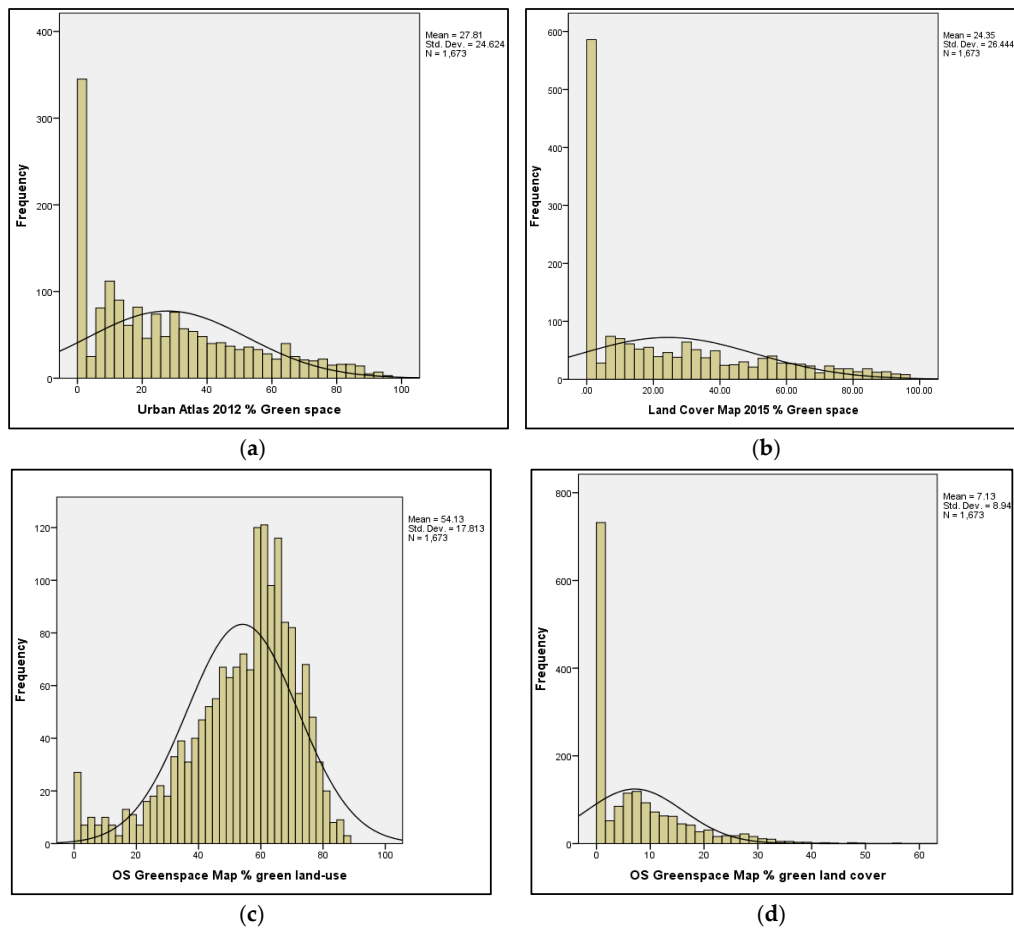 Mean = 27.81
Std. Dev. = 24.624
N = 1,673
400
300
200
100
0
Frequency
0 20 40 60 80 100
Urban Atlas 2012 % Green space
(a)
Mean = 24.35
Std. Dev. = 26.444
N = 1,673
600
500
400
300
200
100
0
Frequency
.00 20.00 40.00 60.00 80.00 100.00
Land Cover Map 2015 % Green space
(b)
Mean = 54.13
Std. Dev. = 17.813
N = 1,673
120
100
80
60
40
20
0
Frequency
0 20 40 60 80 100
OS Greenspace Map % green land-use
(c)
Mean = 7.13
Std. Dev. = 8.94
N = 1,673
800
600
400
200
0
Frequency
0 10 20 30 40 50 60
OS Greenspace Map % green land cover
(d)